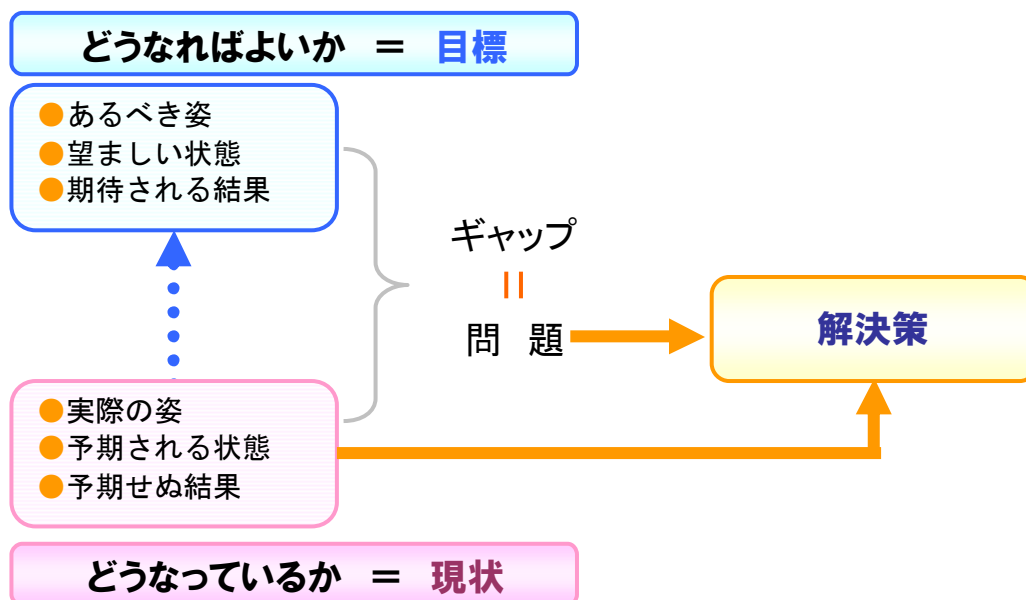 どうなればよいか ＝ 目標
●あるべき姿
●望ましい状態
●期待される結果
ギャップ
＝
問 題
解決策
●実際の姿
●予期される状態
●予期せぬ結果
どうなっているか ＝ 現状